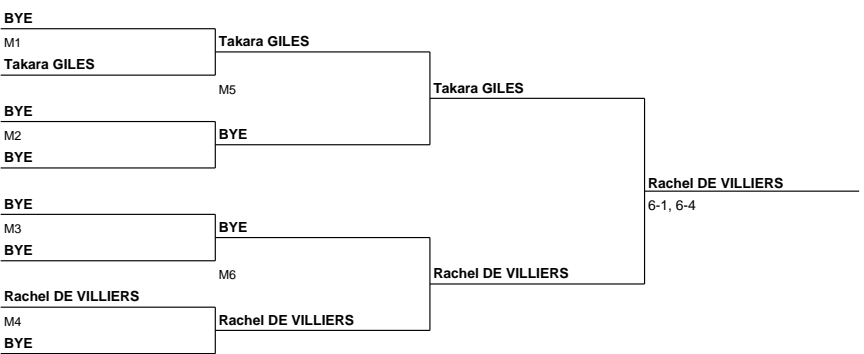 BYE
M1
Takara GILES
Takara GILES
M5
BYE
M2
BYE
BYE
Takara GILES
BYE
M3
BYE
BYE
M6
Rachel DE VILLIERS
M4
BYE
Rachel DE VILLIERS
Rachel DE VILLIERS
Rachel DE VILLIERS
6-1, 6-4